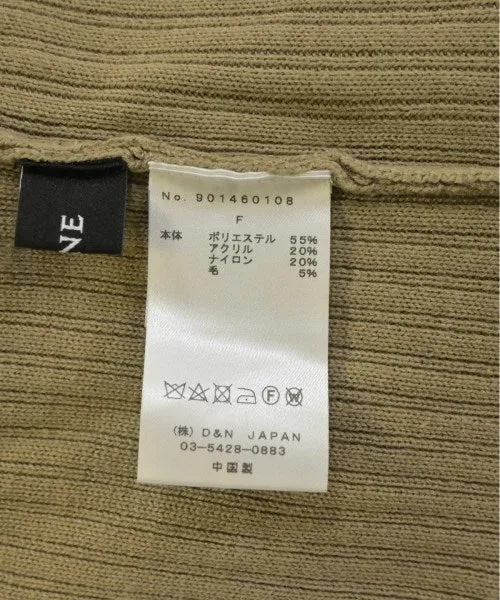 No. 901460108
F
本体 ポリエステル 55%
アクリル 20%
ナイロン 20%
毛 5%
(株) D&N JAPAN
03-5428-0883
中国製
NE